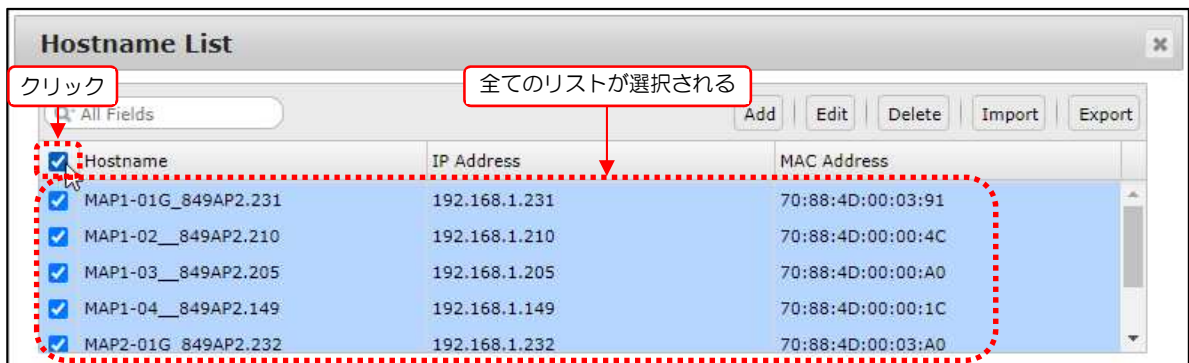 Hostname List
クリック
全てのリストが選択される
All Fields
Add Edit Delete Import Export
Hostname IP Address MAC Address
MAP1-01G_849AP2.231 192.168.1.231 70:88:4D:00:03:91
MAP1-02__849AP2.210 192.168.1.210 70:88:4D:00:00:4C
MAP1-03__849AP2.205 192.168.1.205 70:88:4D:00:00:A0
MAP1-04__849AP2.149 192.168.1.149 70:88:4D:00:00:1C
MAP2-01G_849AP2.232 192.168.1.232 70:88:4D:00:03:A0